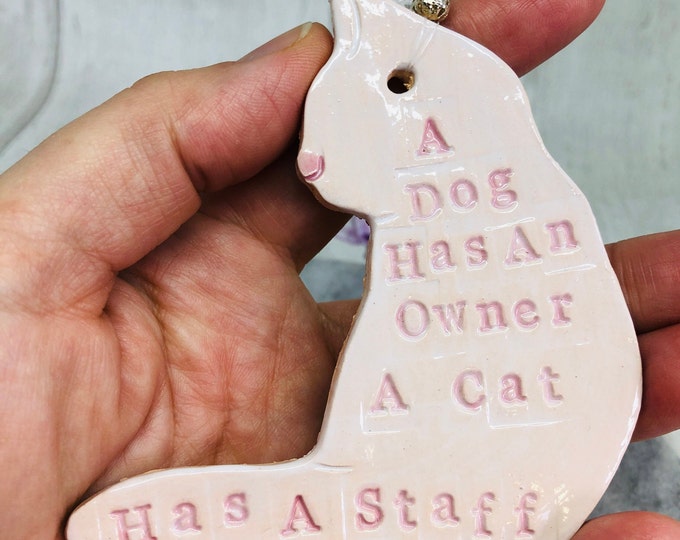 A
Dog
Has An
Owner
A Cat
Has A Staff